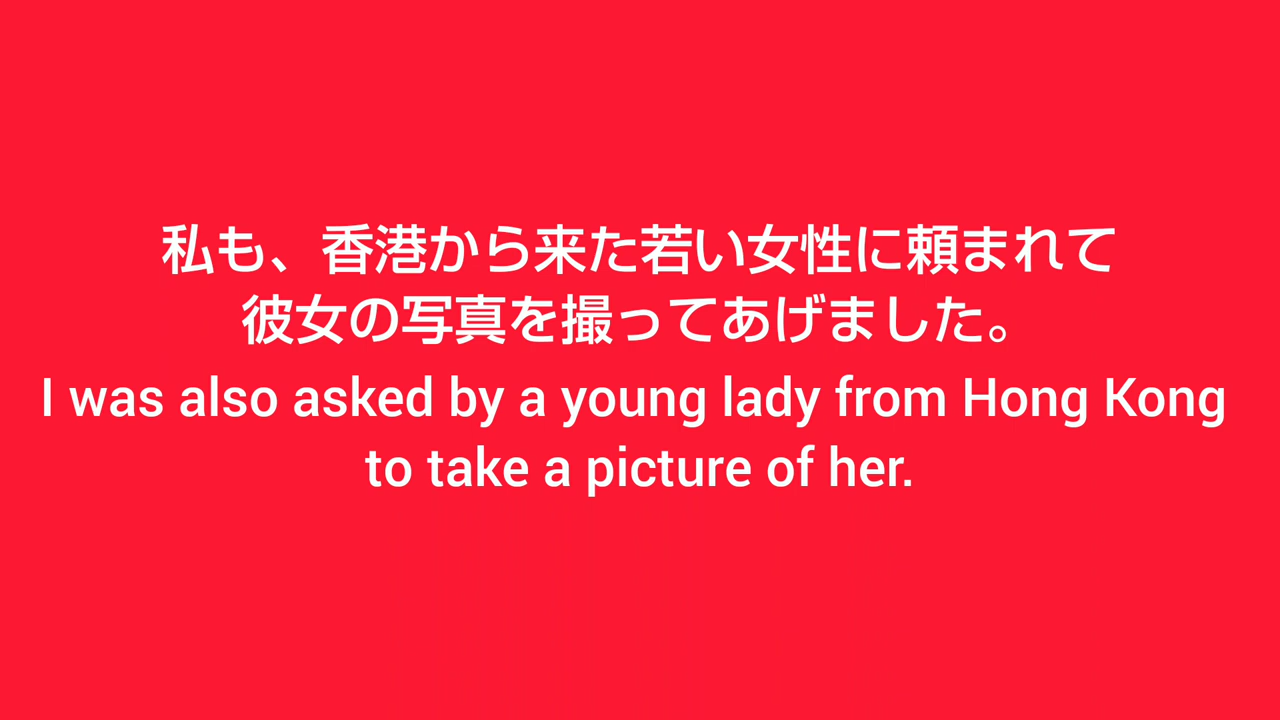 私も、香港から来た若い女性に頼まれて
彼女の写真を撮ってあげました。
I was also asked by a young lady from Hong Kong
to take a picture of her.